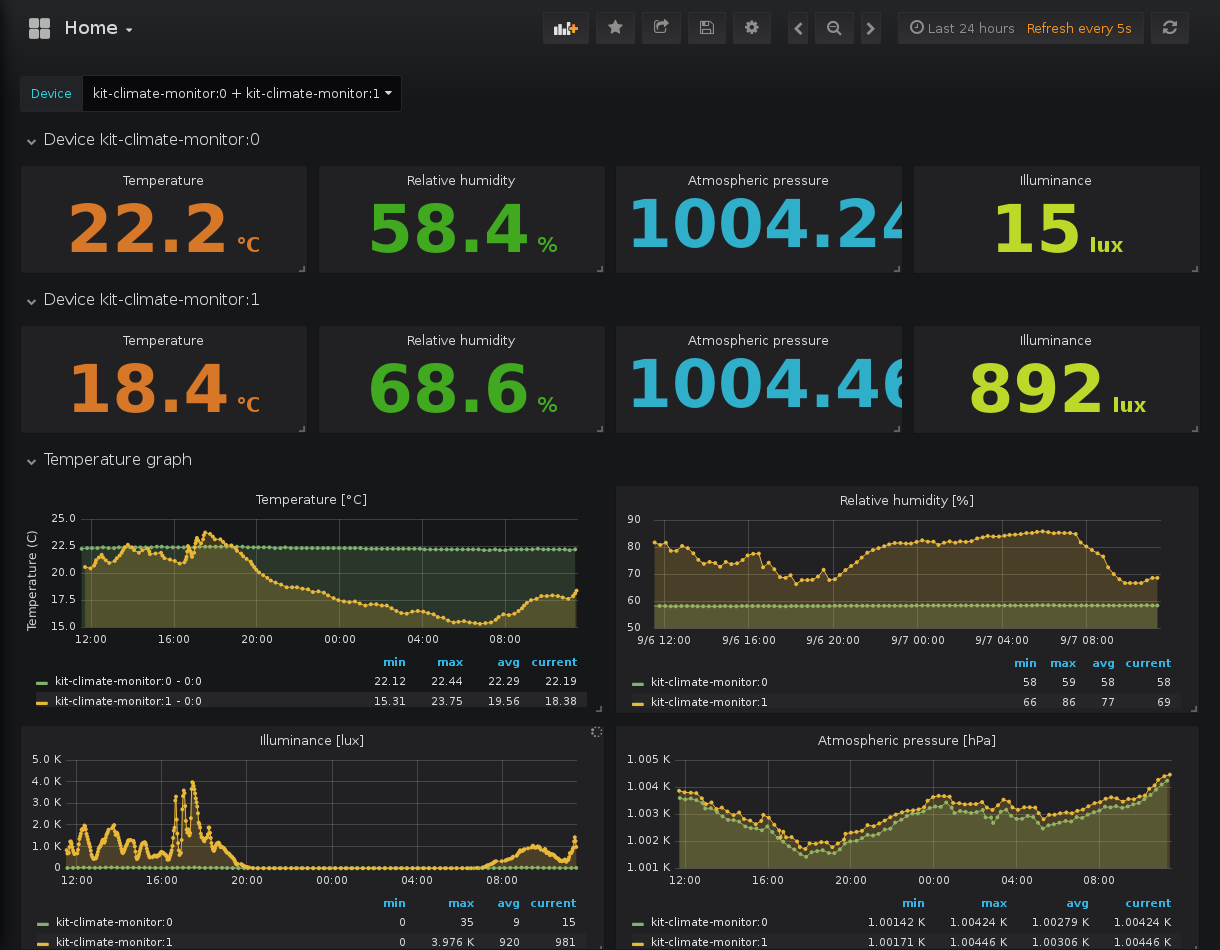 Home
Last 24 hours Refresh every 5s
Device kit-climate-monitor:0 + kit-climate-monitor:1
Device kit-climate-monitor:0
Temperature Relative humidity Atmospheric pressure Illuminance
22.2 °C 58.4 % 1004.24 15 lux
Device kit-climate-monitor:1
Temperature Relative humidity Atmospheric pressure Illuminance
18.4 °C 68.6 % 1004.46 892 lux
Temperature graph
Temperature [°C]
Temperature (C)
25.0
22.5
20.0
17.5
15.0
12:00 16:00 20:00 00:00 04:00 08:00
min max avg current
kit-climate-monitor:0 - 0:0 22.12 22.44 22.29 22.19
kit-climate-monitor:1 - 0:0 15.31 23.75 19.56 18.38
Relative humidity [%]
90
80
70
60
50
9/6 12:00 9/6 16:00 9/6 20:00 9/7 00:00 9/7 04:00 9/7 08:00
min max avg current
kit-climate-monitor:0 58 59 58 58
kit-climate-monitor:1 66 86 77 69
Illuminance [lux]
5.0 K
4.0 K
3.0 K
2.0 K
1.0 K
0
12:00 16:00 20:00 00:00 04:00 08:00
min max avg current
kit-climate-monitor:0 0 35 9 15
kit-climate-monitor:1 0 3.976 K 920 981
Atmospheric pressure [hPa]
1.005 K
1.004 K
1.003 K
1.002 K
1.001 K
12:00 16:00 20:00 00:00 04:00 08:00
min max avg current
kit-climate-monitor:0 1.00142 K 1.00424 K 1.00279 K 1.00424 K
kit-climate-monitor:1 1.00171 K 1.00446 K 1.00306 K 1.00446 K